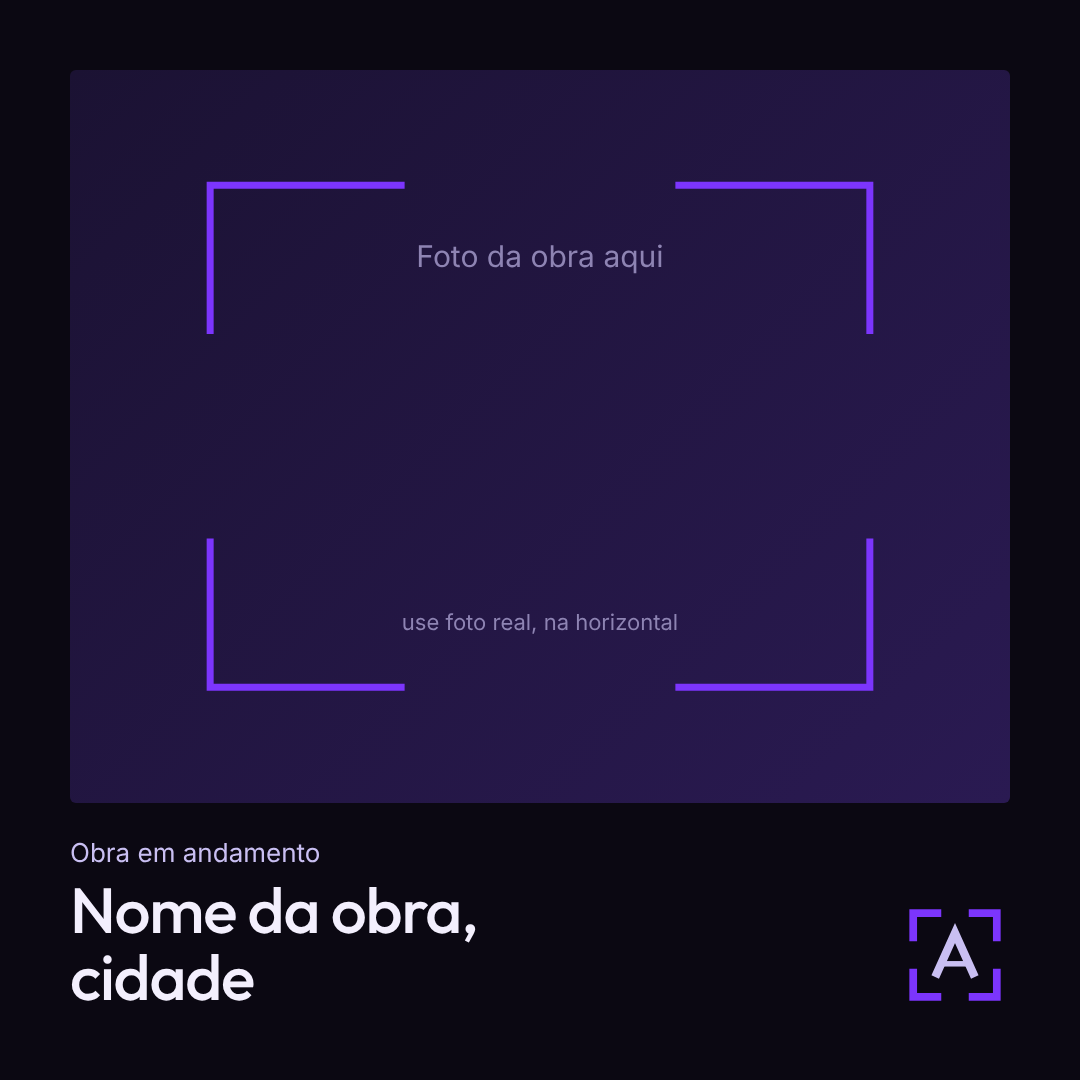 Foto da obra aqui
use foto real, na horizontal
Obra em andamento
Nome da obra,
cidade
A